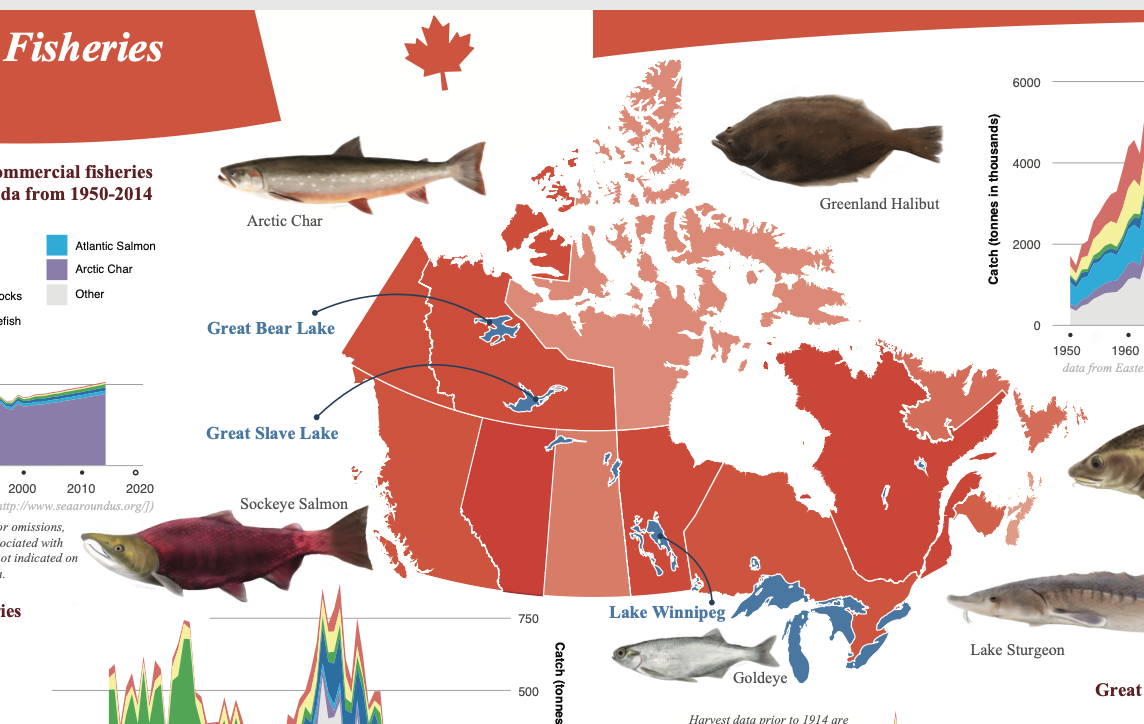 Fisheries
ommercial fisheries
da from 1950-2014
Atlantic Salmon
Arctic Char
Other
ocks
efish
2000
2010
2020
http://www.seaaroundus.org/])
or omissions,
ociated with
ot indicated on
a.
ies
Arctic Char
Greenland Halibut
Great Bear Lake
Great Slave Lake
Sockeye Salmon
Lake Winnipeg
Goldeye
Lake Sturgeon
750
500
Catch (tonnes
Harvest data prior to 1914 are
Great
Catch (tonnes in thousands)
6000
4000
2000
0
1950
1960
data from Easte